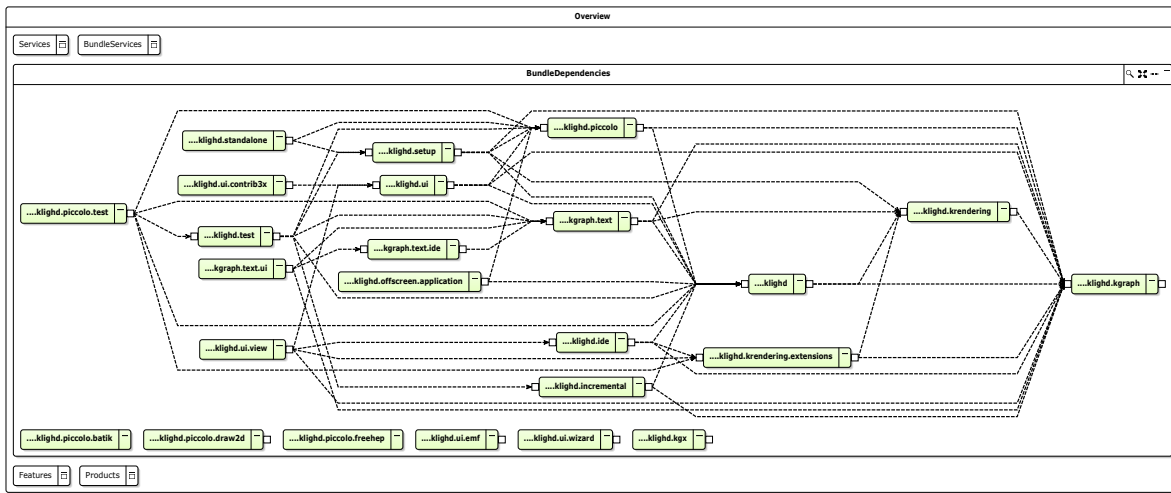 Overview
Services
BundleServices
BundleDependencies
....klighd.piccolo
....klighd.standalone
....klighd.setup
....klighd.ui.contrib3x
....klighd.ui
....klighd.piccolo.test
....klighd.krendering
....kgraph.text
....klighd.test
....kgraph.text.ide
....kgraph.text.ui
....klighd.offscreen.application
....klighd
....klighd.kgraph
....klighd.ui.view
....klighd.ide
....klighd.krendering.extensions
....klighd.incremental
....klighd.piccolo.batik
....klighd.piccolo.draw2d
....klighd.piccolo.freehep
....klighd.ui.emf
....klighd.ui.wizard
....klighd.kgx
Features
Products